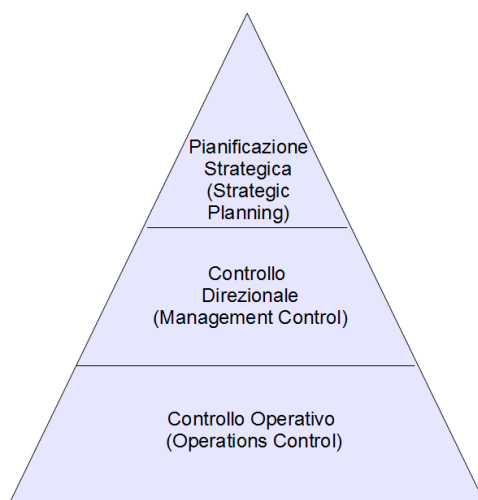 Pianificazione
Strategica
(Strategic
Planning)
Controllo
Direzionale
(Management Control)
Controllo Operativo
(Operations Control)